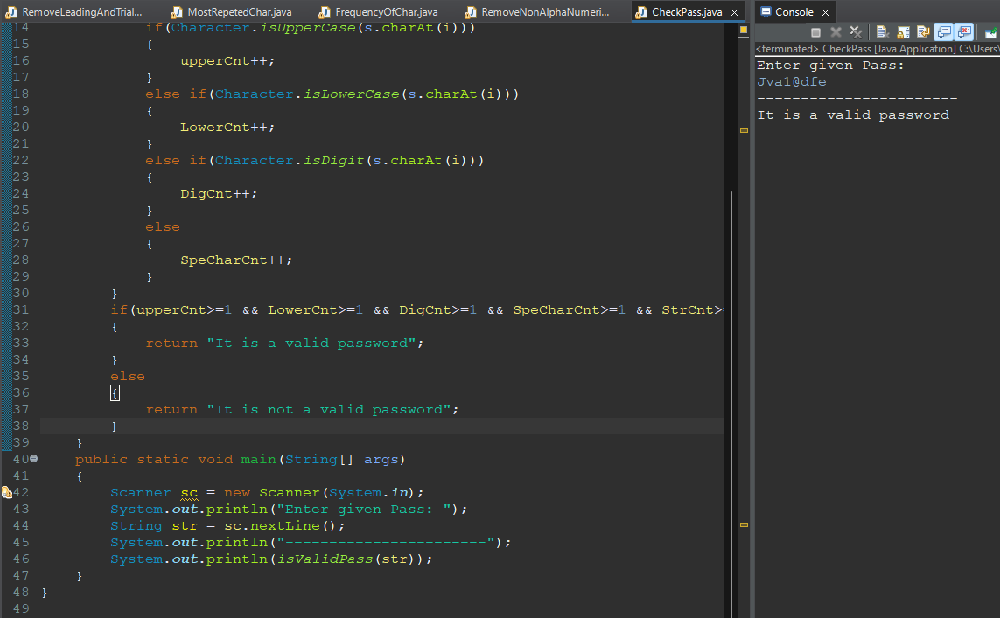 RemoveLeadingAndTrial... MostRepetedChar.java FrequencyOfChar.java RemoveNonAlphaNumeri... CheckPass.java
14 if(Character.isUpperCase(s.charAt(i)))
15 {
16 upperCnt++;
17 }
18 else if(Character.isLowerCase(s.charAt(i)))
19 {
20 LowerCnt++;
21 }
22 else if(Character.isDigit(s.charAt(i)))
23 {
24 DigCnt++;
25 }
26 else
27 {
28 SpeCharCnt++;
29 }
30 }
31 if(upperCnt>=1 && LowerCnt>=1 && DigCnt>=1 && SpeCharCnt>=1 && StrCnt>
32 {
33 return "It is a valid password";
34 }
35 else
36 {
37 return "It is not a valid password";
38 }
39 }
40 public static void main(String[] args)
41 {
42 Scanner sc = new Scanner(System.in);
43 System.out.println("Enter given Pass: ");
44 String str = sc.nextLine();
45 System.out.println("-----------------------");
46 System.out.println(isValidPass(str));
47 }
48 }
49
Console
<terminated> CheckPass [Java Application] C:\Users\
Enter given Pass:
Jva1@dfe
-----------------------
It is a valid password